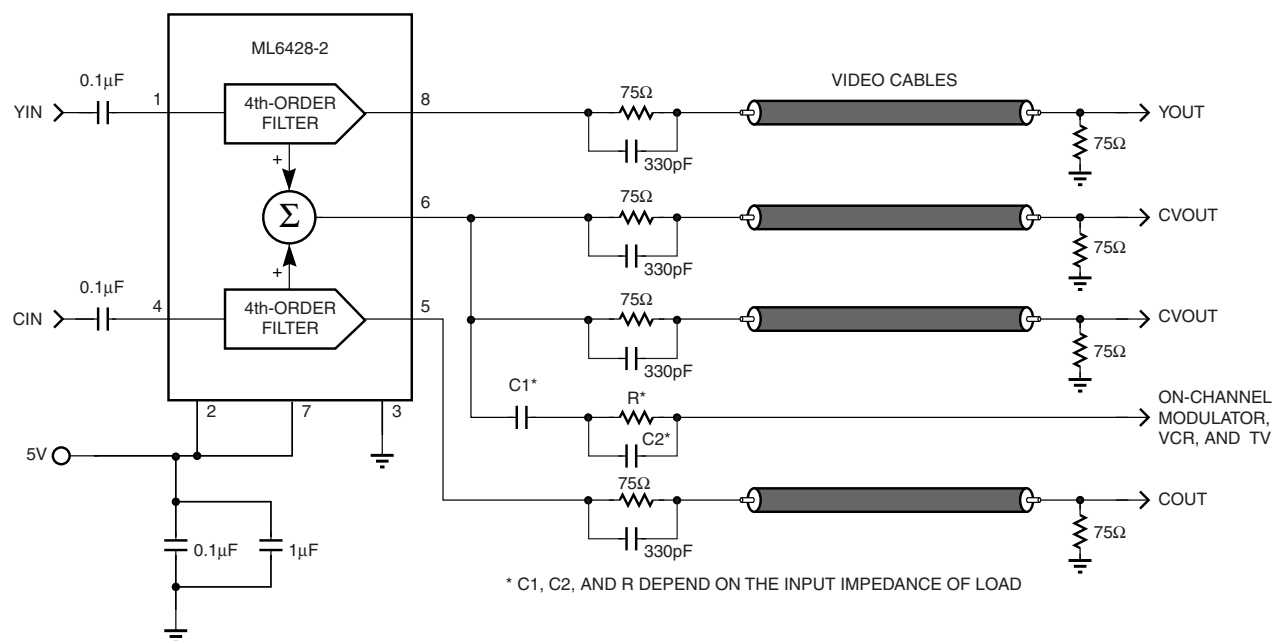 ML6428-2
VIDEO CABLES
0.1µF
YIN
1
4th-ORDER
FILTER
8
75Ω
330pF
75Ω
YOUT
+
Σ
6
75Ω
330pF
75Ω
CVOUT
+
0.1µF
CIN
4
4th-ORDER
FILTER
5
75Ω
330pF
75Ω
CVOUT
2
7
3
C1*
R*
C2*
ON-CHANNEL
MODULATOR,
VCR, AND TV
5V
75Ω
330pF
75Ω
COUT
0.1µF
1µF
* C1, C2, AND R DEPEND ON THE INPUT IMPEDANCE OF LOAD